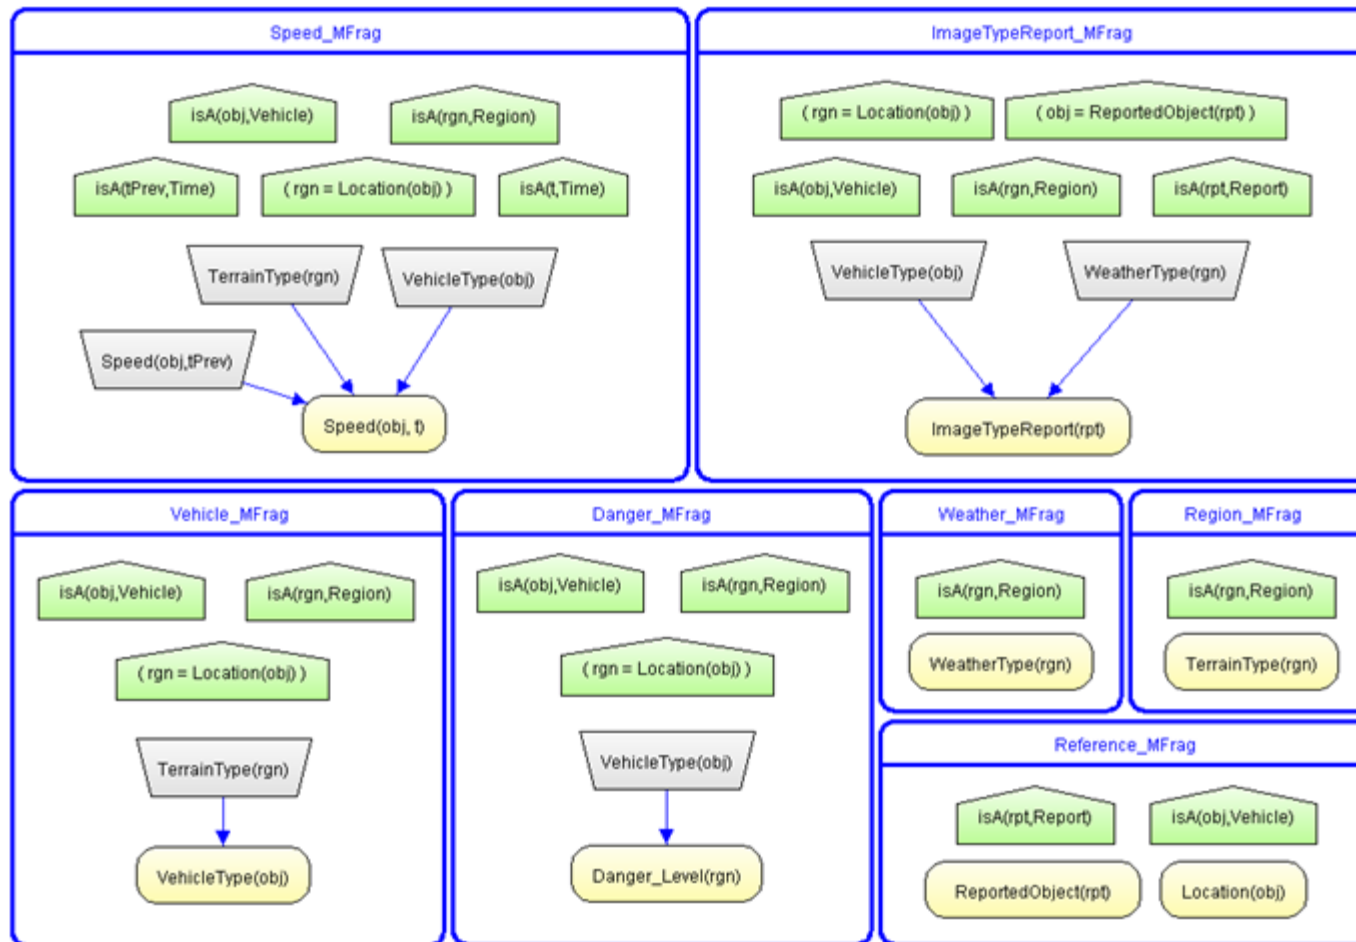 Speed_MFrag
isA(obj,Vehicle)
isA(rgn,Region)
isA(tPrev,Time)
( rgn = Location(obj) )
isA(t,Time)
TerrainType(rgn)
VehicleType(obj)
Speed(obj,tPrev)
Speed(obj, t)
ImageTypeReport_MFrag
( rgn = Location(obj) )
( obj = ReportedObject(rpt) )
isA(obj,Vehicle)
isA(rgn,Region)
isA(rpt,Report)
VehicleType(obj)
WeatherType(rgn)
ImageTypeReport(rpt)
Vehicle_MFrag
isA(obj,Vehicle)
isA(rgn,Region)
( rgn = Location(obj) )
TerrainType(rgn)
VehicleType(obj)
Danger_MFrag
isA(obj,Vehicle)
isA(rgn,Region)
( rgn = Location(obj) )
VehicleType(obj)
Danger_Level(rgn)
Weather_MFrag
isA(rgn,Region)
WeatherType(rgn)
Region_MFrag
isA(rgn,Region)
TerrainType(rgn)
Reference_MFrag
isA(rpt,Report)
isA(obj,Vehicle)
ReportedObject(rpt)
Location(obj)